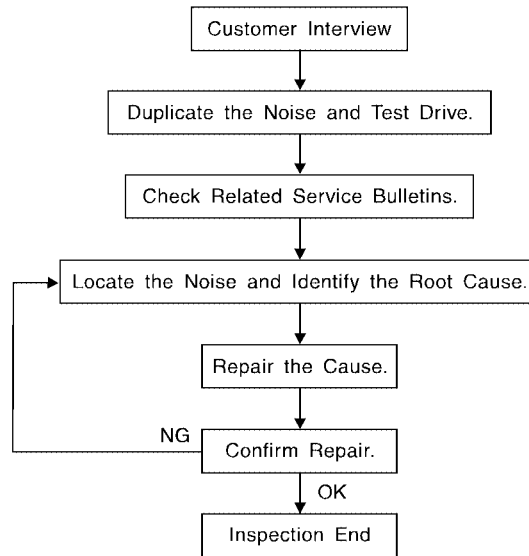 Customer Interview
Duplicate the Noise and Test Drive.
Check Related Service Bulletins.
Locate the Noise and Identify the Root Cause.
Repair the Cause.
NG
Confirm Repair.
OK
Inspection End